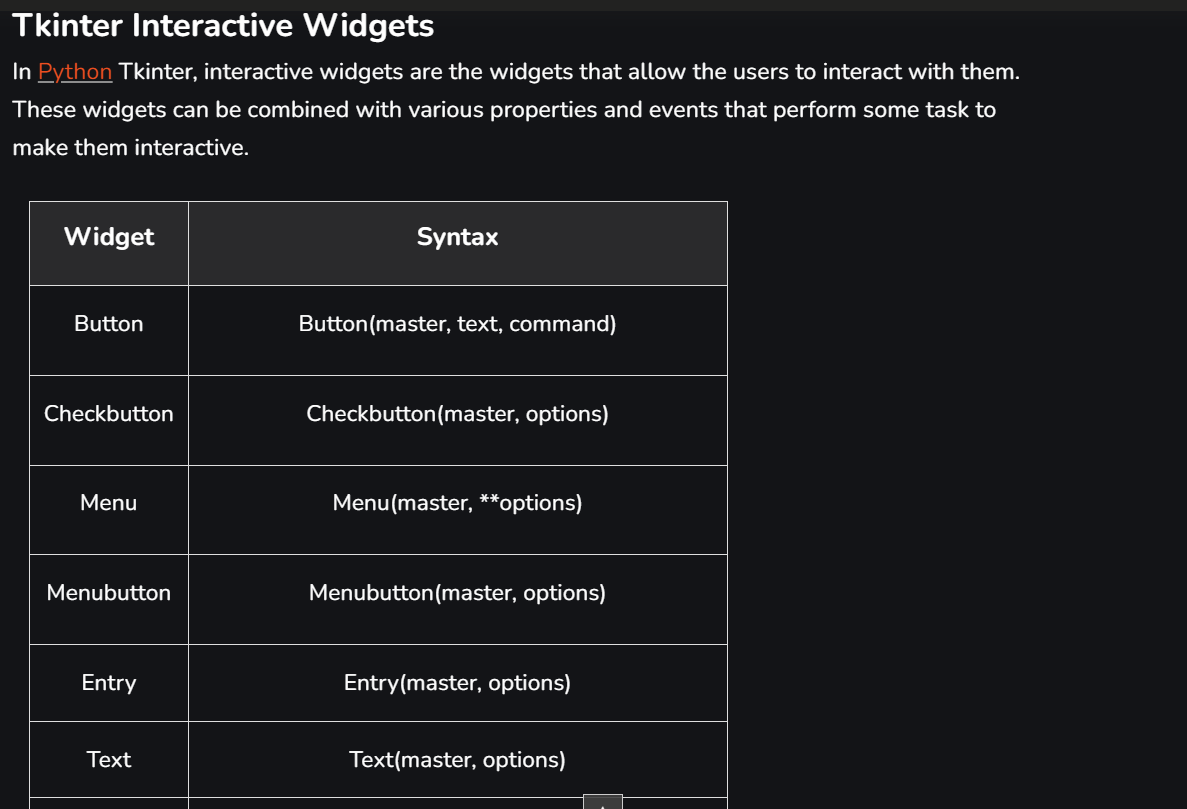 Tkinter Interactive Widgets
In Python Tkinter, interactive widgets are the widgets that allow the users to interact with them.
These widgets can be combined with various properties and events that perform some task to
make them interactive.
Widget Syntax
Button Button(master, text, command)
Checkbutton Checkbutton(master, options)
Menu Menu(master, **options)
Menubutton Menubutton(master, options)
Entry Entry(master, options)
Text Text(master, options)